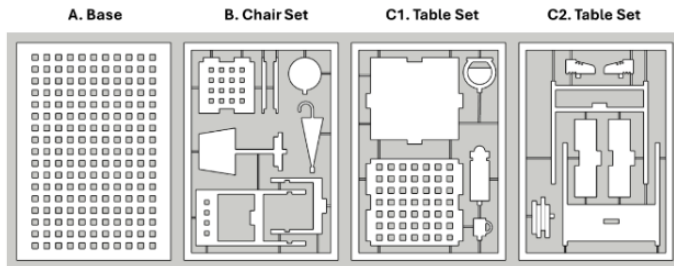 A. Base
B. Chair Set
C1. Table Set
C2. Table Set